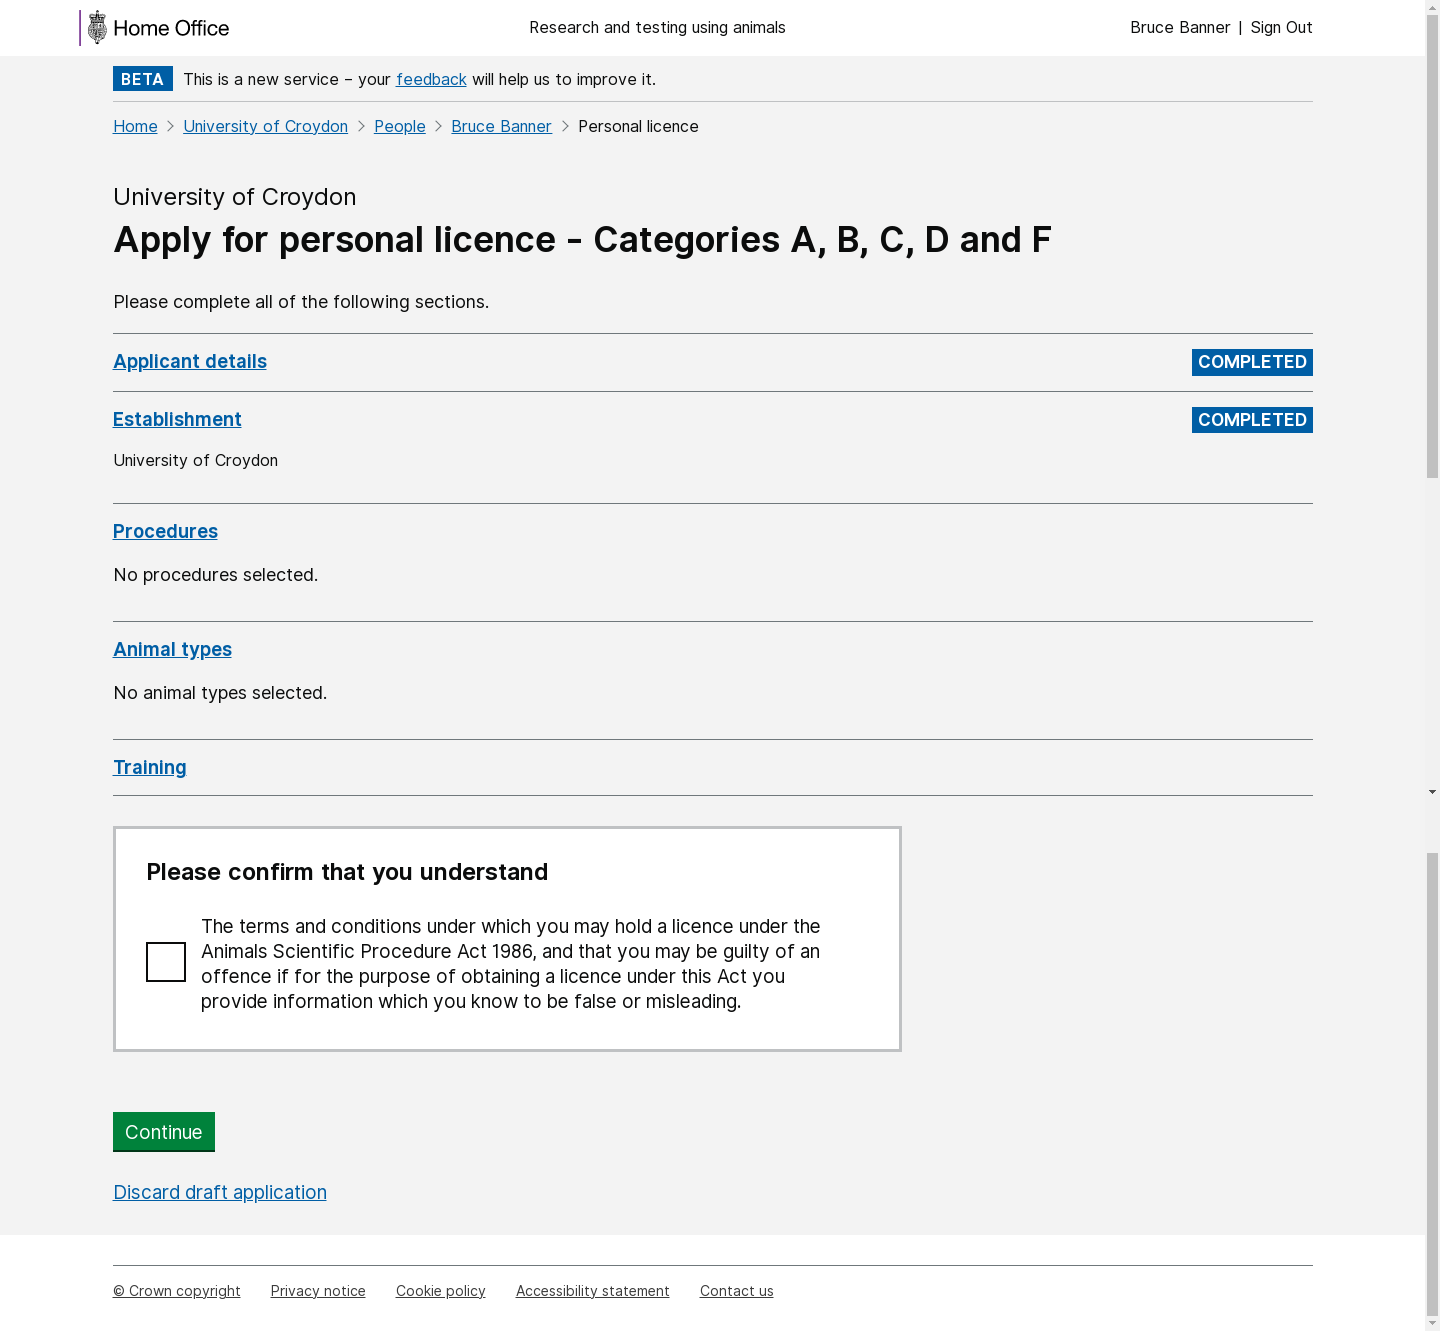 Home Office
Research and testing using animals
Bruce Banner | Sign Out
BETA This is a new service – your feedback will help us to improve it.
Home > University of Croydon > People > Bruce Banner > Personal licence
University of Croydon
Apply for personal licence - Categories A, B, C, D and F
Please complete all of the following sections.
Applicant details COMPLETED
Establishment COMPLETED
University of Croydon
Procedures
No procedures selected.
Animal types
No animal types selected.
Training
Please confirm that you understand
The terms and conditions under which you may hold a licence under the
Animals Scientific Procedure Act 1986, and that you may be guilty of an
offence if for the purpose of obtaining a licence under this Act you
provide information which you know to be false or misleading.
Continue
Discard draft application
© Crown copyright Privacy notice Cookie policy Accessibility statement Contact us